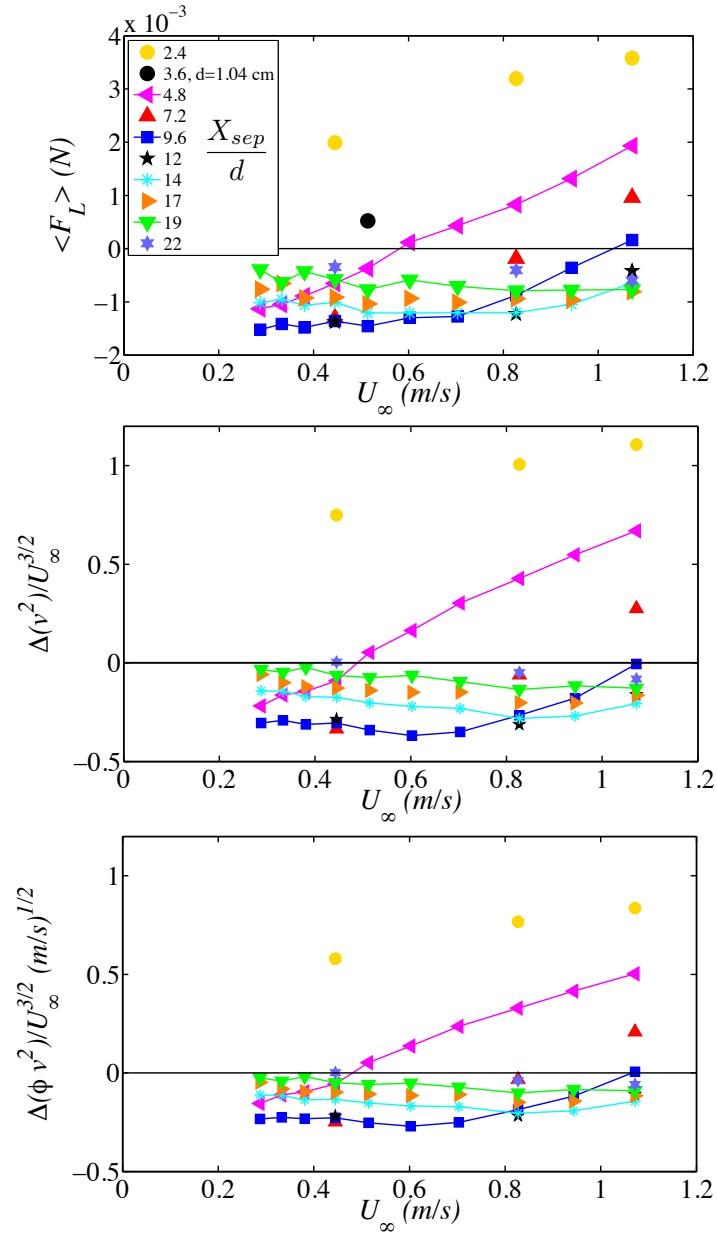 x 10⁻³
4
3
2
1
0
−1
−2
<F_L> (N)
2.4
3.6, d=1.04 cm
4.8
7.2
9.6
12
14
17
19
22
X_sep
d
0 0.2 0.4 0.6 0.8 1 1.2
U_∞ (m/s)
1
0.5
0
−0.5
Δ(v²)/U_∞^{3/2}
0 0.2 0.4 0.6 0.8 1 1.2
U_∞ (m/s)
1
0.5
0
−0.5
Δ(ϕ v²)/U_∞^{3/2} (m/s)^{1/2}
0 0.2 0.4 0.6 0.8 1 1.2
U_∞ (m/s)